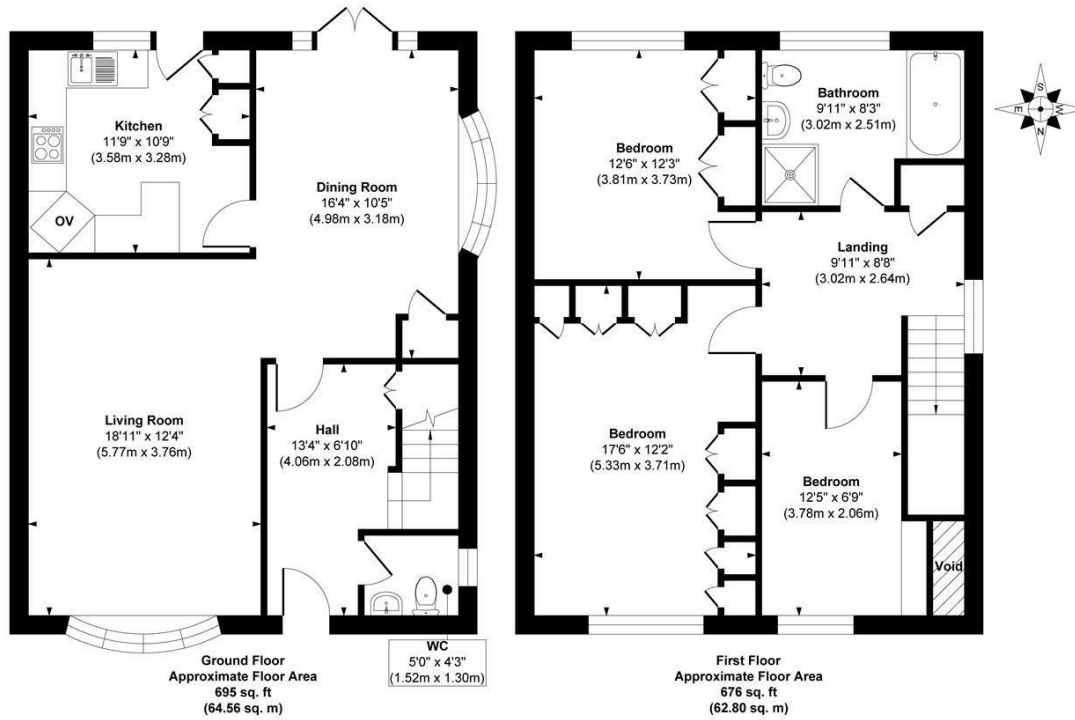 Kitchen
11'9" x 10'9"
(3.58m x 3.28m)
OV
Dining Room
16'4" x 10'5"
(4.98m x 3.18m)
Living Room
18'11" x 12'4"
(5.77m x 3.76m)
Hall
13'4" x 6'10"
(4.06m x 2.08m)
WC
5'0" x 4'3"
(1.52m x 1.30m)
Ground Floor
Approximate Floor Area
695 sq. ft
(64.56 sq. m)
Bedroom
12'6" x 12'3"
(3.81m x 3.73m)
Bathroom
9'11" x 8'3"
(3.02m x 2.51m)
Landing
9'11" x 8'8"
(3.02m x 2.64m)
Bedroom
17'6" x 12'2"
(5.33m x 3.71m)
Bedroom
12'5" x 6'9"
(3.78m x 2.06m)
Void
First Floor
Approximate Floor Area
676 sq. ft
(62.80 sq. m)
S
E
W
N